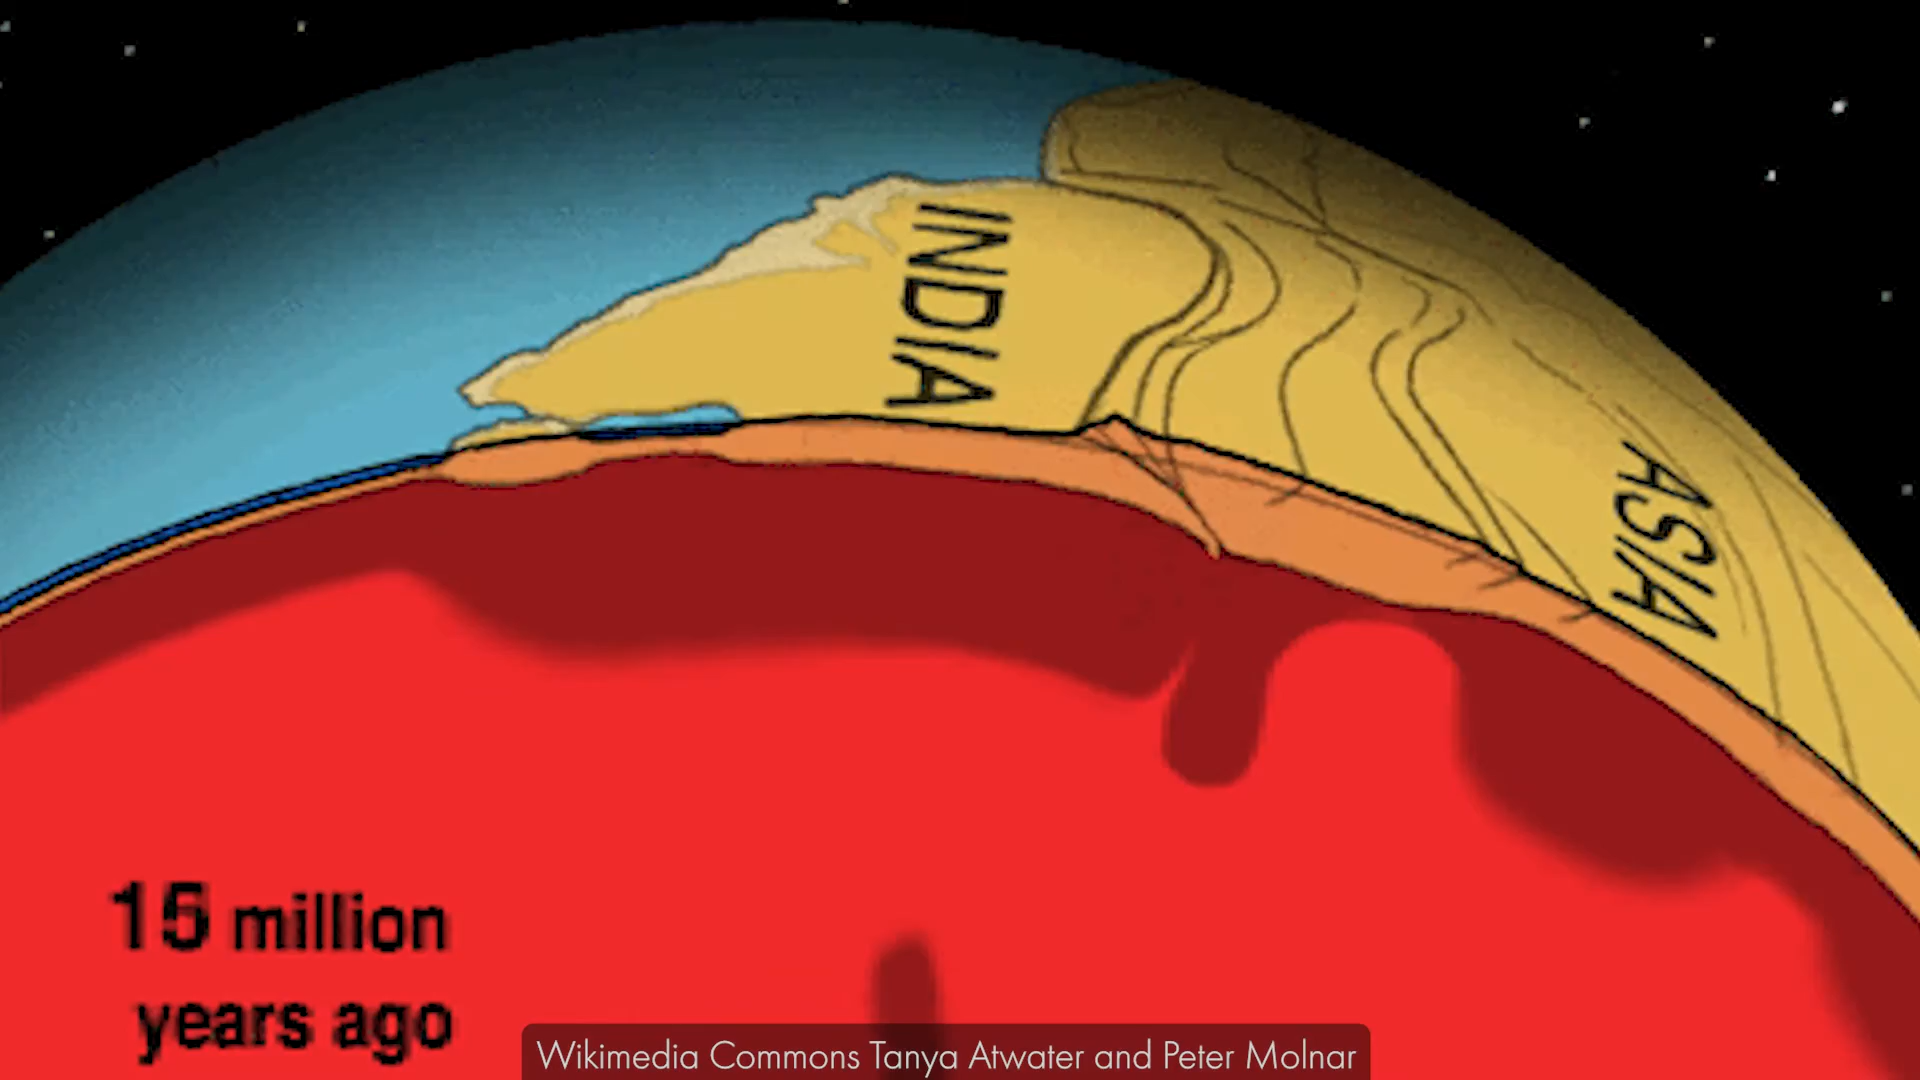 INDIA
ASIA
15 million
years ago
Wikimedia Commons Tanya Atwater and Peter Molnar